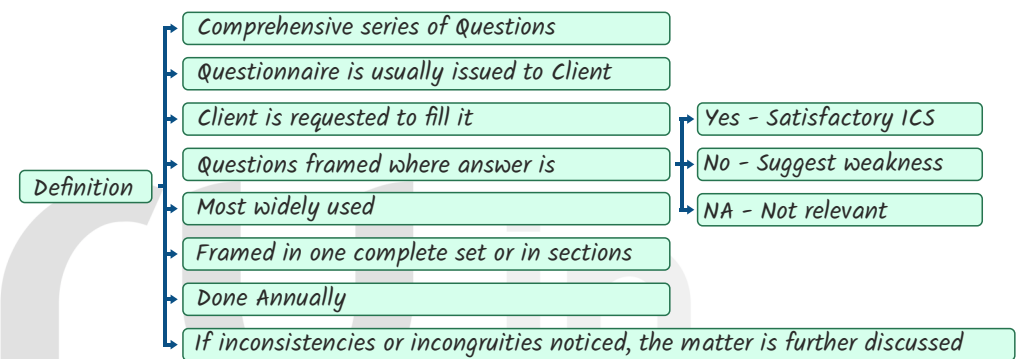 Definition
Comprehensive series of Questions
Questionnaire is usually issued to Client
Client is requested to fill it
Questions framed where answer is
Yes - Satisfactory ICS
No - Suggest weakness
NA - Not relevant
Most widely used
Framed in one complete set or in sections
Done Annually
If inconsistencies or incongruities noticed, the matter is further discussed